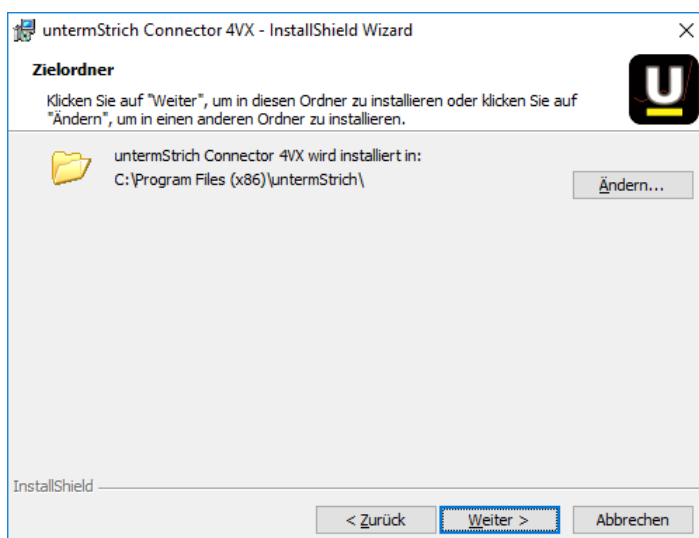 untermStrich Connector 4VX - InstallShield Wizard
Zielordner
Klicken Sie auf "Weiter", um in diesen Ordner zu installieren oder klicken Sie auf
"Ändern", um in einen anderen Ordner zu installieren.
U
untermStrich Connector 4VX wird installiert in:
C:\Program Files (x86)\untermStrich\
Ändern...
InstallShield
< Zurück
Weiter >
Abbrechen